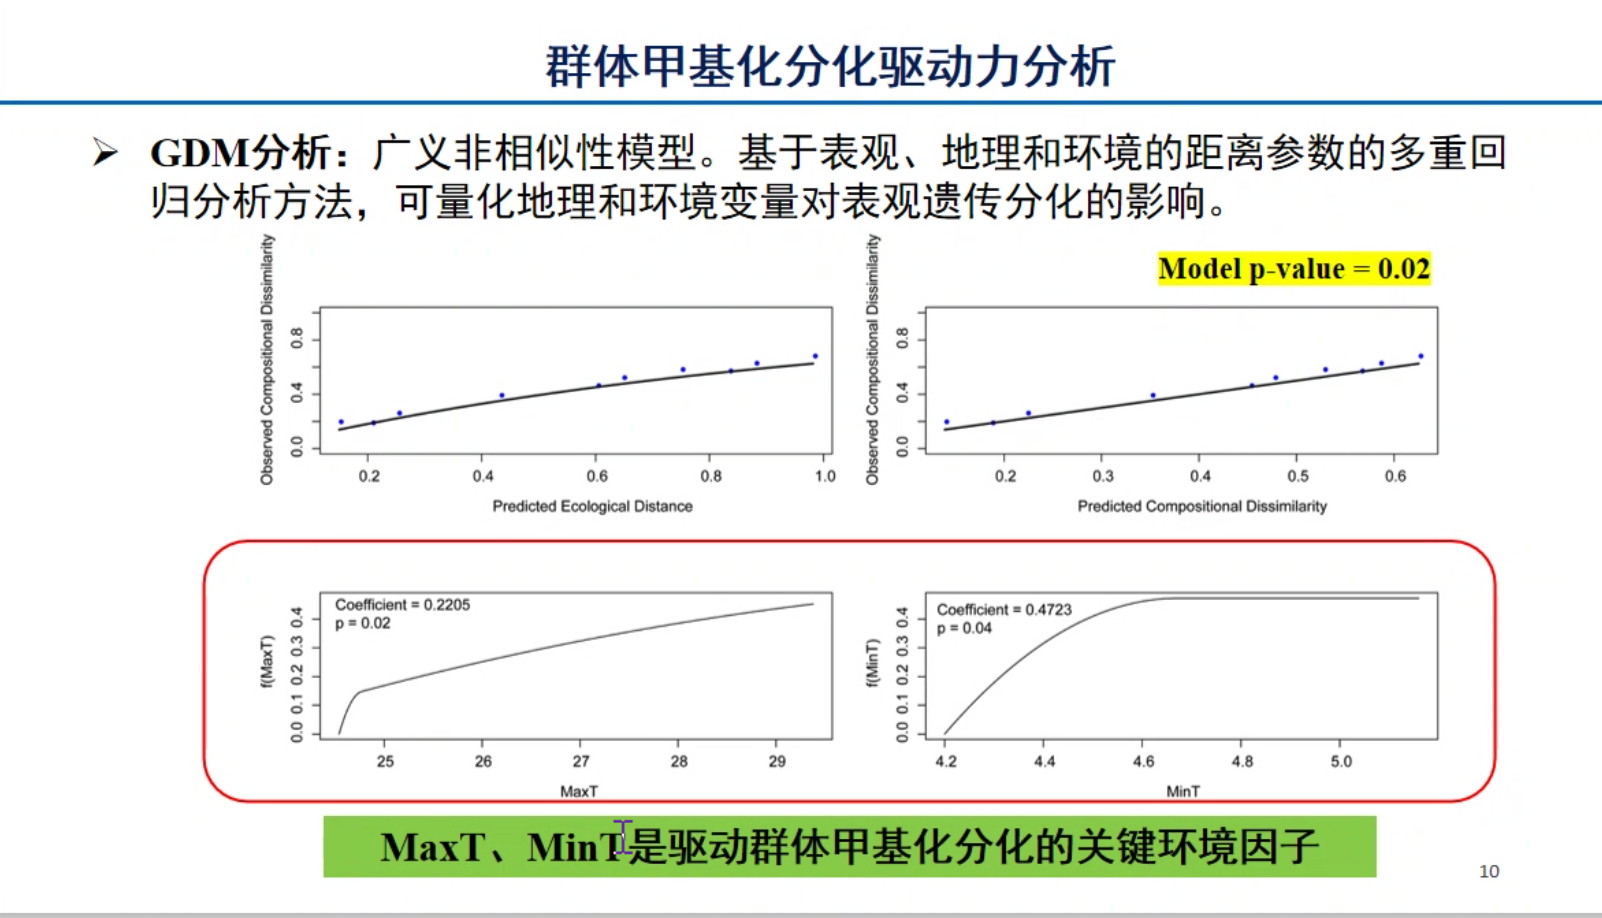 群体甲基化分化驱动力分析
➢ GDM分析：广义非相似性模型。基于表观、地理和环境的距离参数的多重回
归分析方法，可量化地理和环境变量对表观遗传分化的影响。
Model p-value = 0.02
Observed Compositional Dissimilarity
0.0 0.4 0.8
0.2 0.4 0.6 0.8 1.0
Predicted Ecological Distance
Observed Compositional Dissimilarity
0.0 0.4 0.8
0.2 0.3 0.4 0.5 0.6
Predicted Compositional Dissimilarity
Coefficient = 0.2205
p = 0.02
f(MaxT)
0.0 0.1 0.2 0.3 0.4
25 26 27 28 29
MaxT
Coefficient = 0.4723
p = 0.04
f(MinT)
0.0 0.1 0.2 0.3 0.4
4.2 4.4 4.6 4.8 5.0
MinT
MaxT、MinT是驱动群体甲基化分化的关键环境因子
10